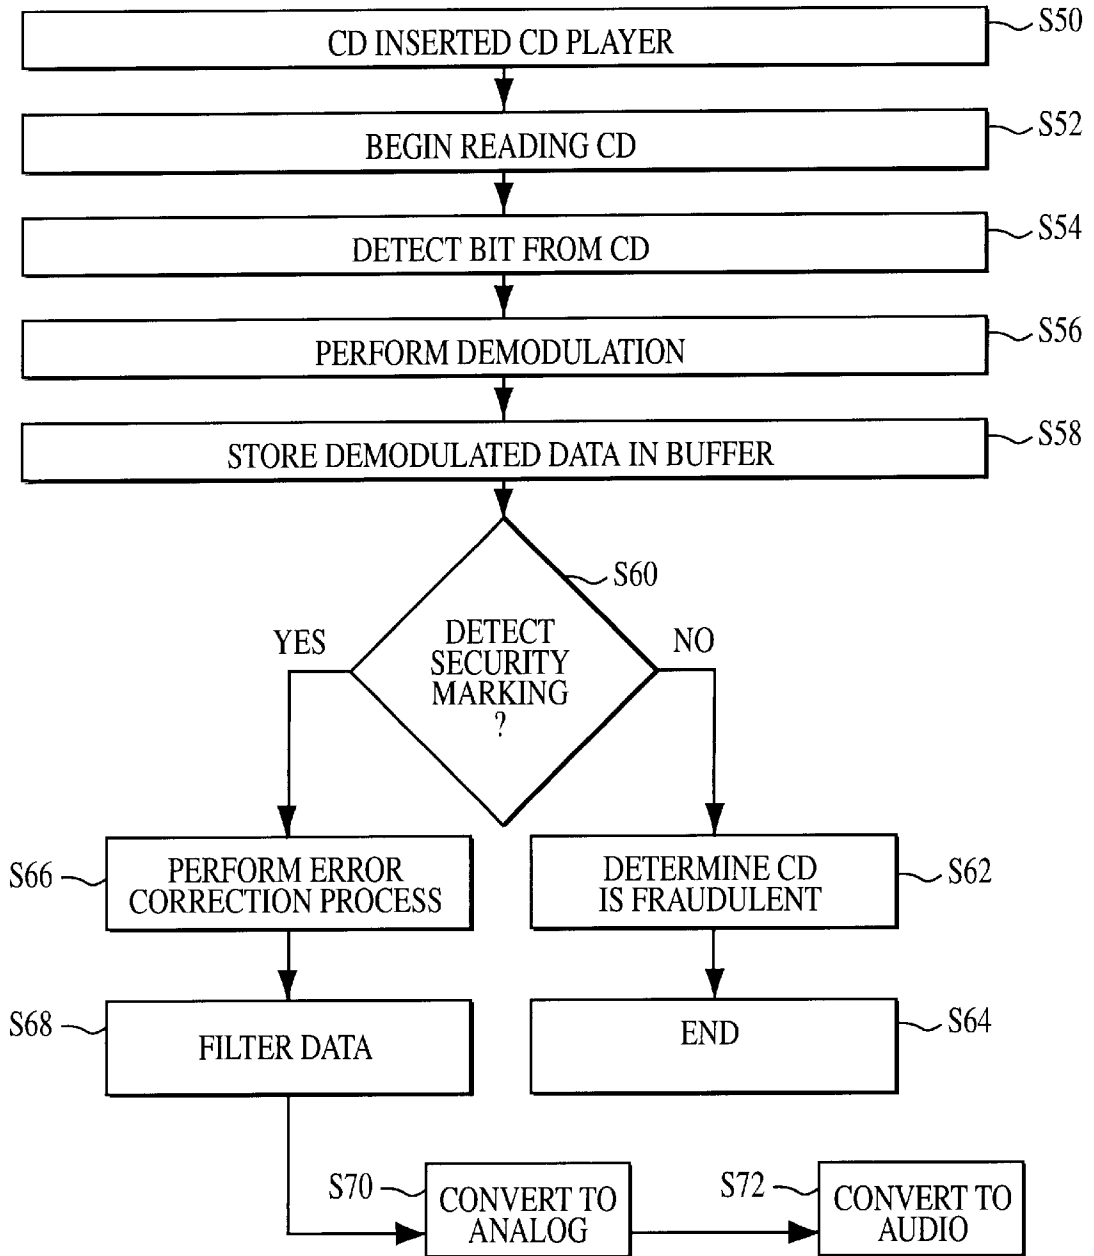 CD INSERTED CD PLAYER
S50
BEGIN READING CD
S52
DETECT BIT FROM CD
S54
PERFORM DEMODULATION
S56
STORE DEMODULATED DATA IN BUFFER
S58
S60
DETECT
SECURITY
MARKING
?
YES
NO
S66
PERFORM ERROR
CORRECTION PROCESS
DETERMINE CD
IS FRAUDULENT
S62
S68
FILTER DATA
END
S64
S70
CONVERT TO
ANALOG
S72
CONVERT TO
AUDIO